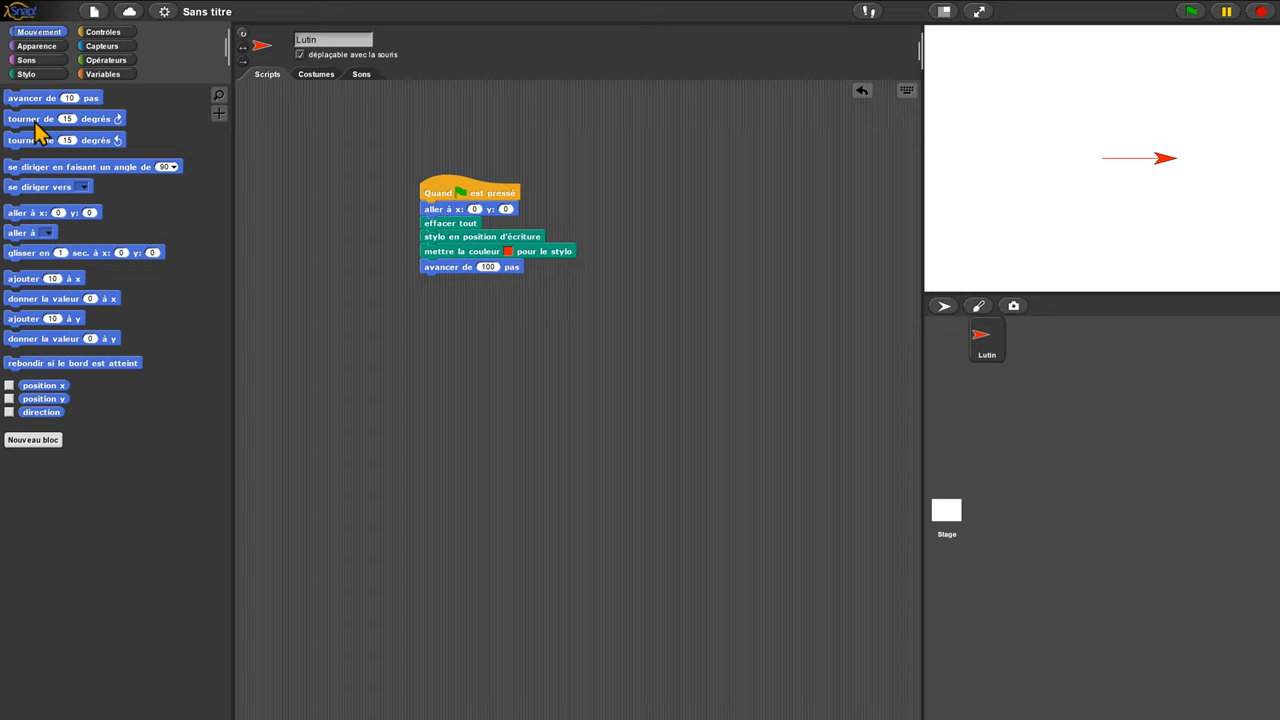 Snap!
Sans titre
Mouvement
Contrôles
Apparence
Capteurs
Sons
Opérateurs
Stylo
Variables
avancer de 10 pas
tourner de 15 degrés
tourner de 15 degrés
se diriger en faisant un angle de 90
se diriger vers
aller à x: 0 y: 0
aller à
glisser en 1 sec. à x: 0 y: 0
ajouter 10 à x
donner la valeur 0 à x
ajouter 10 à y
donner la valeur 0 à y
rebondir si le bord est atteint
position x
position y
direction
Nouveau bloc
Lutin
déplaçable avec la souris
Scripts
Costumes
Sons
Quand est pressé
aller à x: 0 y: 0
effacer tout
stylo en position d'écriture
mettre la couleur pour le stylo
avancer de 100 pas
Lutin
Stage